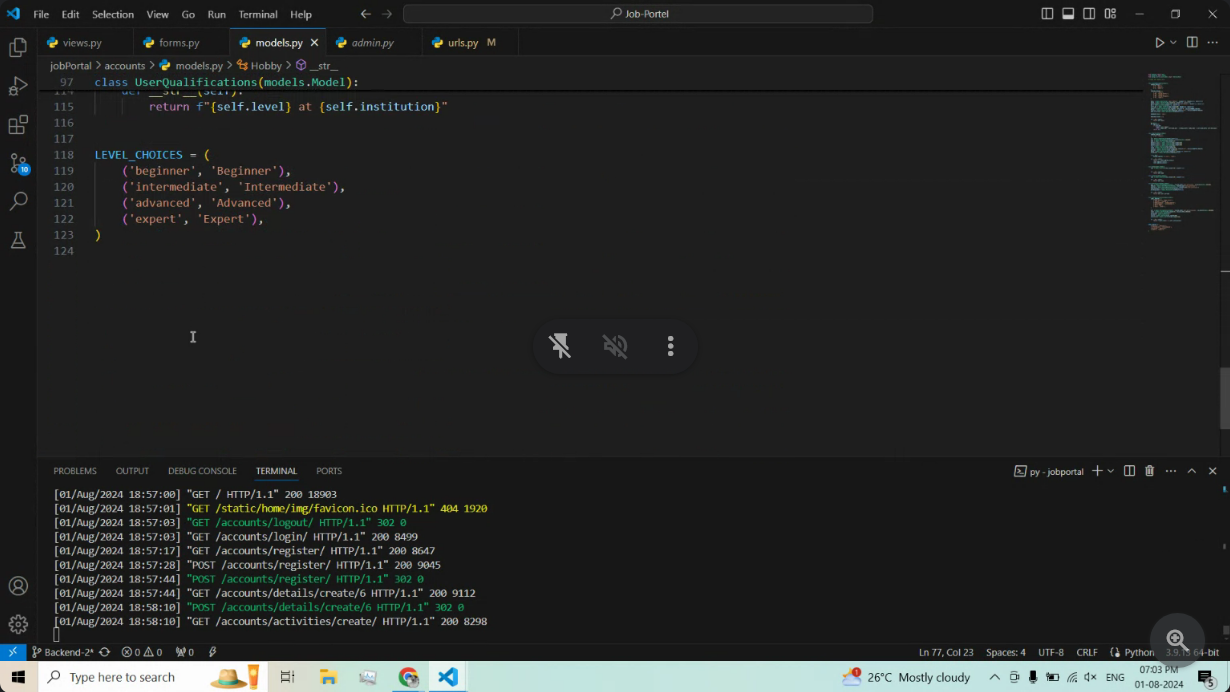 File Edit Selection View Go Run Terminal Help
Job-Portel
views.py forms.py models.py admin.py urls.py M
jobPortal > accounts > models.py > Hobby > __str__
97 class UserQualifications(models.Model):
114 def __str__(self):
115 return f"{self.level} at {self.institution}"
116
117
118 LEVEL_CHOICES = (
119 ('beginner', 'Beginner'),
120 ('intermediate', 'Intermediate'),
121 ('advanced', 'Advanced'),
122 ('expert', 'Expert'),
123 )
124
10
PROBLEMS OUTPUT DEBUG CONSOLE TERMINAL PORTS
py - jobportal
[01/Aug/2024 18:57:00] "GET / HTTP/1.1" 200 18903
[01/Aug/2024 18:57:01] "GET /static/home/img/favicon.ico HTTP/1.1" 404 1920
[01/Aug/2024 18:57:03] "GET /accounts/logout/ HTTP/1.1" 302 0
[01/Aug/2024 18:57:03] "GET /accounts/login/ HTTP/1.1" 200 8499
[01/Aug/2024 18:57:17] "GET /accounts/register/ HTTP/1.1" 200 8647
[01/Aug/2024 18:57:28] "POST /accounts/register/ HTTP/1.1" 200 9045
[01/Aug/2024 18:57:44] "POST /accounts/register/ HTTP/1.1" 302 0
[01/Aug/2024 18:57:44] "GET /accounts/details/create/6 HTTP/1.1" 200 9112
[01/Aug/2024 18:58:10] "POST /accounts/details/create/6 HTTP/1.1" 302 0
[01/Aug/2024 18:58:10] "GET /accounts/activities/create/ HTTP/1.1" 200 8298
Backend-2* 0 0 0 Ln 77, Col 23 Spaces: 4 UTF-8 CRLF Python 64-bit
Type here to search 1 26°C Mostly cloudy ENG 07:03 PM
01-08-2024 5